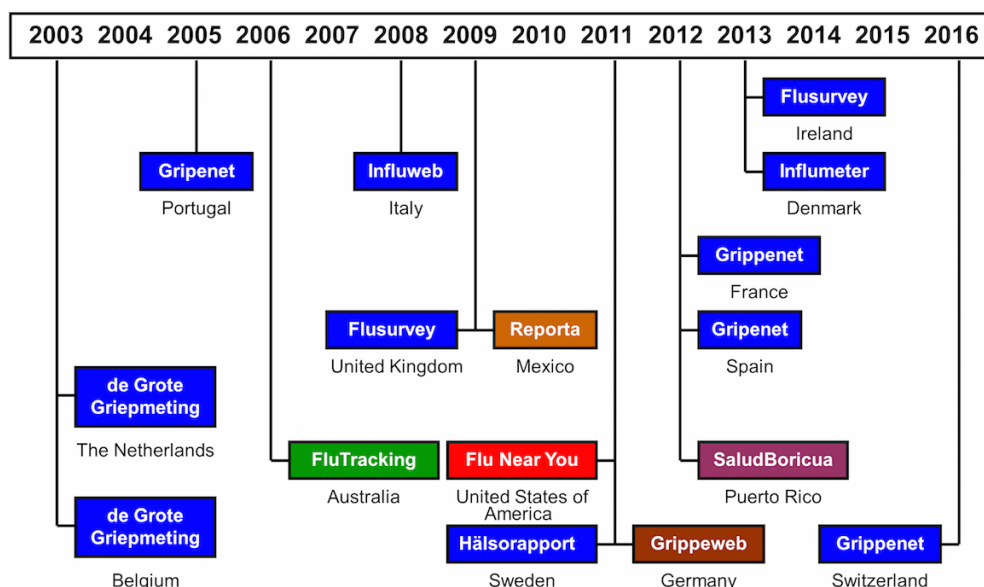 2003 2004 2005 2006 2007 2008 2009 2010 2011 2012 2013 2014 2015 2016
Flusurvey
Ireland
Gripenet
Portugal
Influweb
Italy
Influmeter
Denmark
Grippenet
France
Flusurvey
United Kingdom
Reporta
Mexico
Gripenet
Spain
de Grote
Griepmeting
The Netherlands
FluTracking
Australia
Flu Near You
United States of
America
SaludBoricua
Puerto Rico
de Grote
Griepmeting
Belgium
Hälsorapport
Sweden
Grippeweb
Germany
Grippenet
Switzerland